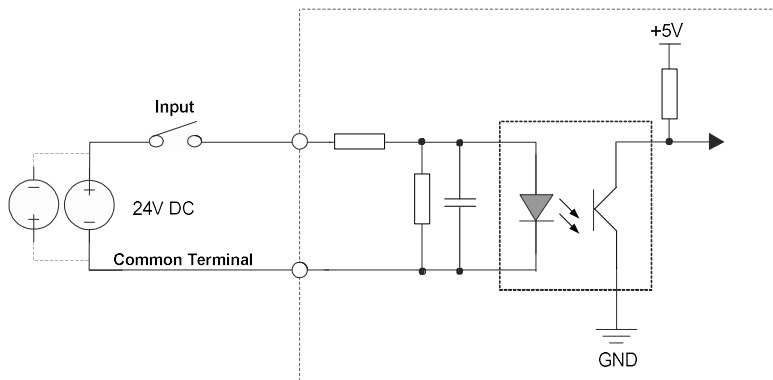 +5V
Input
24V DC
Common Terminal
GND